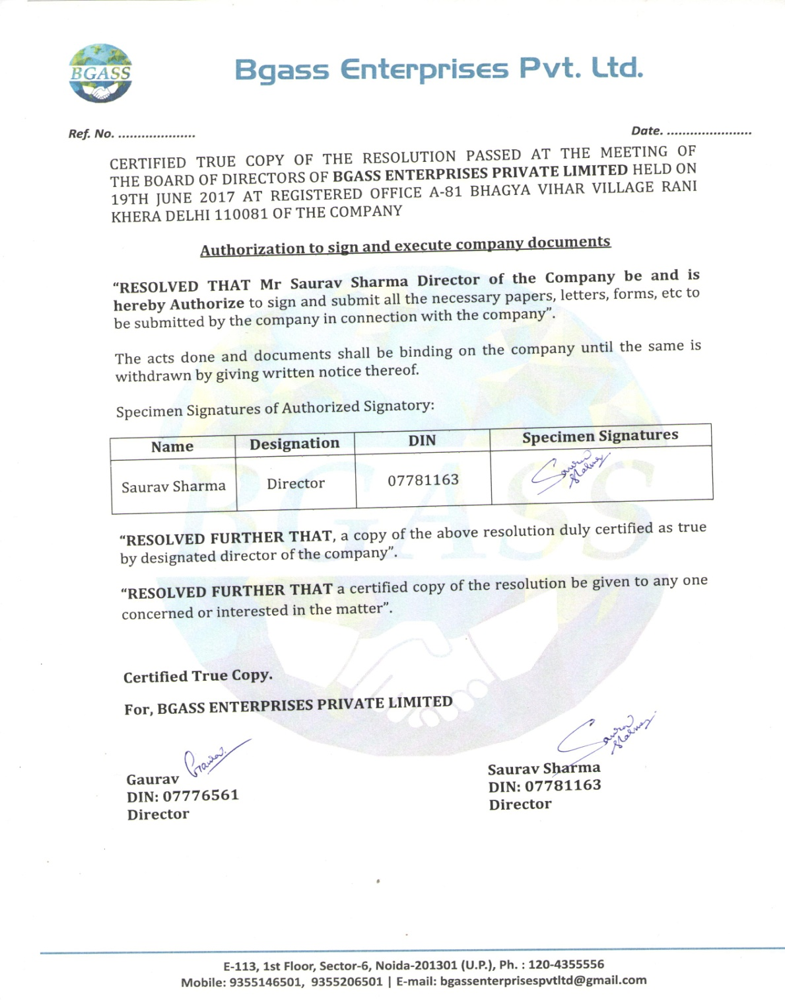 BGASS
Bgass Enterprises Pvt. Ltd.
Ref. No. ....................
Date. ......................
CERTIFIED TRUE COPY OF THE RESOLUTION PASSED AT THE MEETING OF
THE BOARD OF DIRECTORS OF BGASS ENTERPRISES PRIVATE LIMITED HELD ON
19TH JUNE 2017 AT REGISTERED OFFICE A-81 BHAGYA VIHAR VILLAGE RANI
KHERA DELHI 110081 OF THE COMPANY
Authorization to sign and execute company documents
“RESOLVED THAT Mr Saurav Sharma Director of the Company be and is
hereby Authorize to sign and submit all the necessary papers, letters, forms, etc to
be submitted by the company in connection with the company”.
The acts done and documents shall be binding on the company until the same is
withdrawn by giving written notice thereof.
Specimen Signatures of Authorized Signatory:
Name Designation DIN Specimen Signatures
Saurav Sharma Director 07781163 Saurav
Sharma
BGASS
“RESOLVED FURTHER THAT, a copy of the above resolution duly certified as true
by designated director of the company”.
“RESOLVED FURTHER THAT a certified copy of the resolution be given to any one
concerned or interested in the matter”.
Certified True Copy.
For, BGASS ENTERPRISES PRIVATE LIMITED
Gaurav
Gaurav
DIN: 07776561
Director
Saurav
Sharma
Saurav Sharma
DIN: 07781163
Director
E-113, 1st Floor, Sector-6, Noida-201301 (U.P.), Ph. : 120-4355556
Mobile: 9355146501, 9355206501 | E-mail: bgassenterprisespvtltd@gmail.com